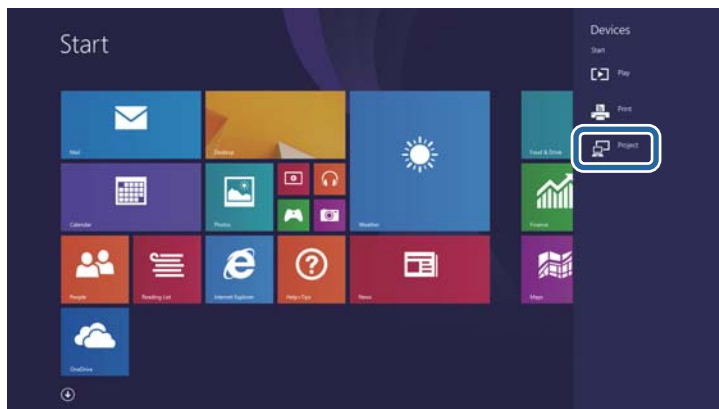 Start
Mail
Desktop
Calendar
Photos
Weather
People
Reading List
Internet Explorer
Help+Tips
News
OneDrive
Food & Drink
Finance
Maps
Devices
Start
Play
Print
Project